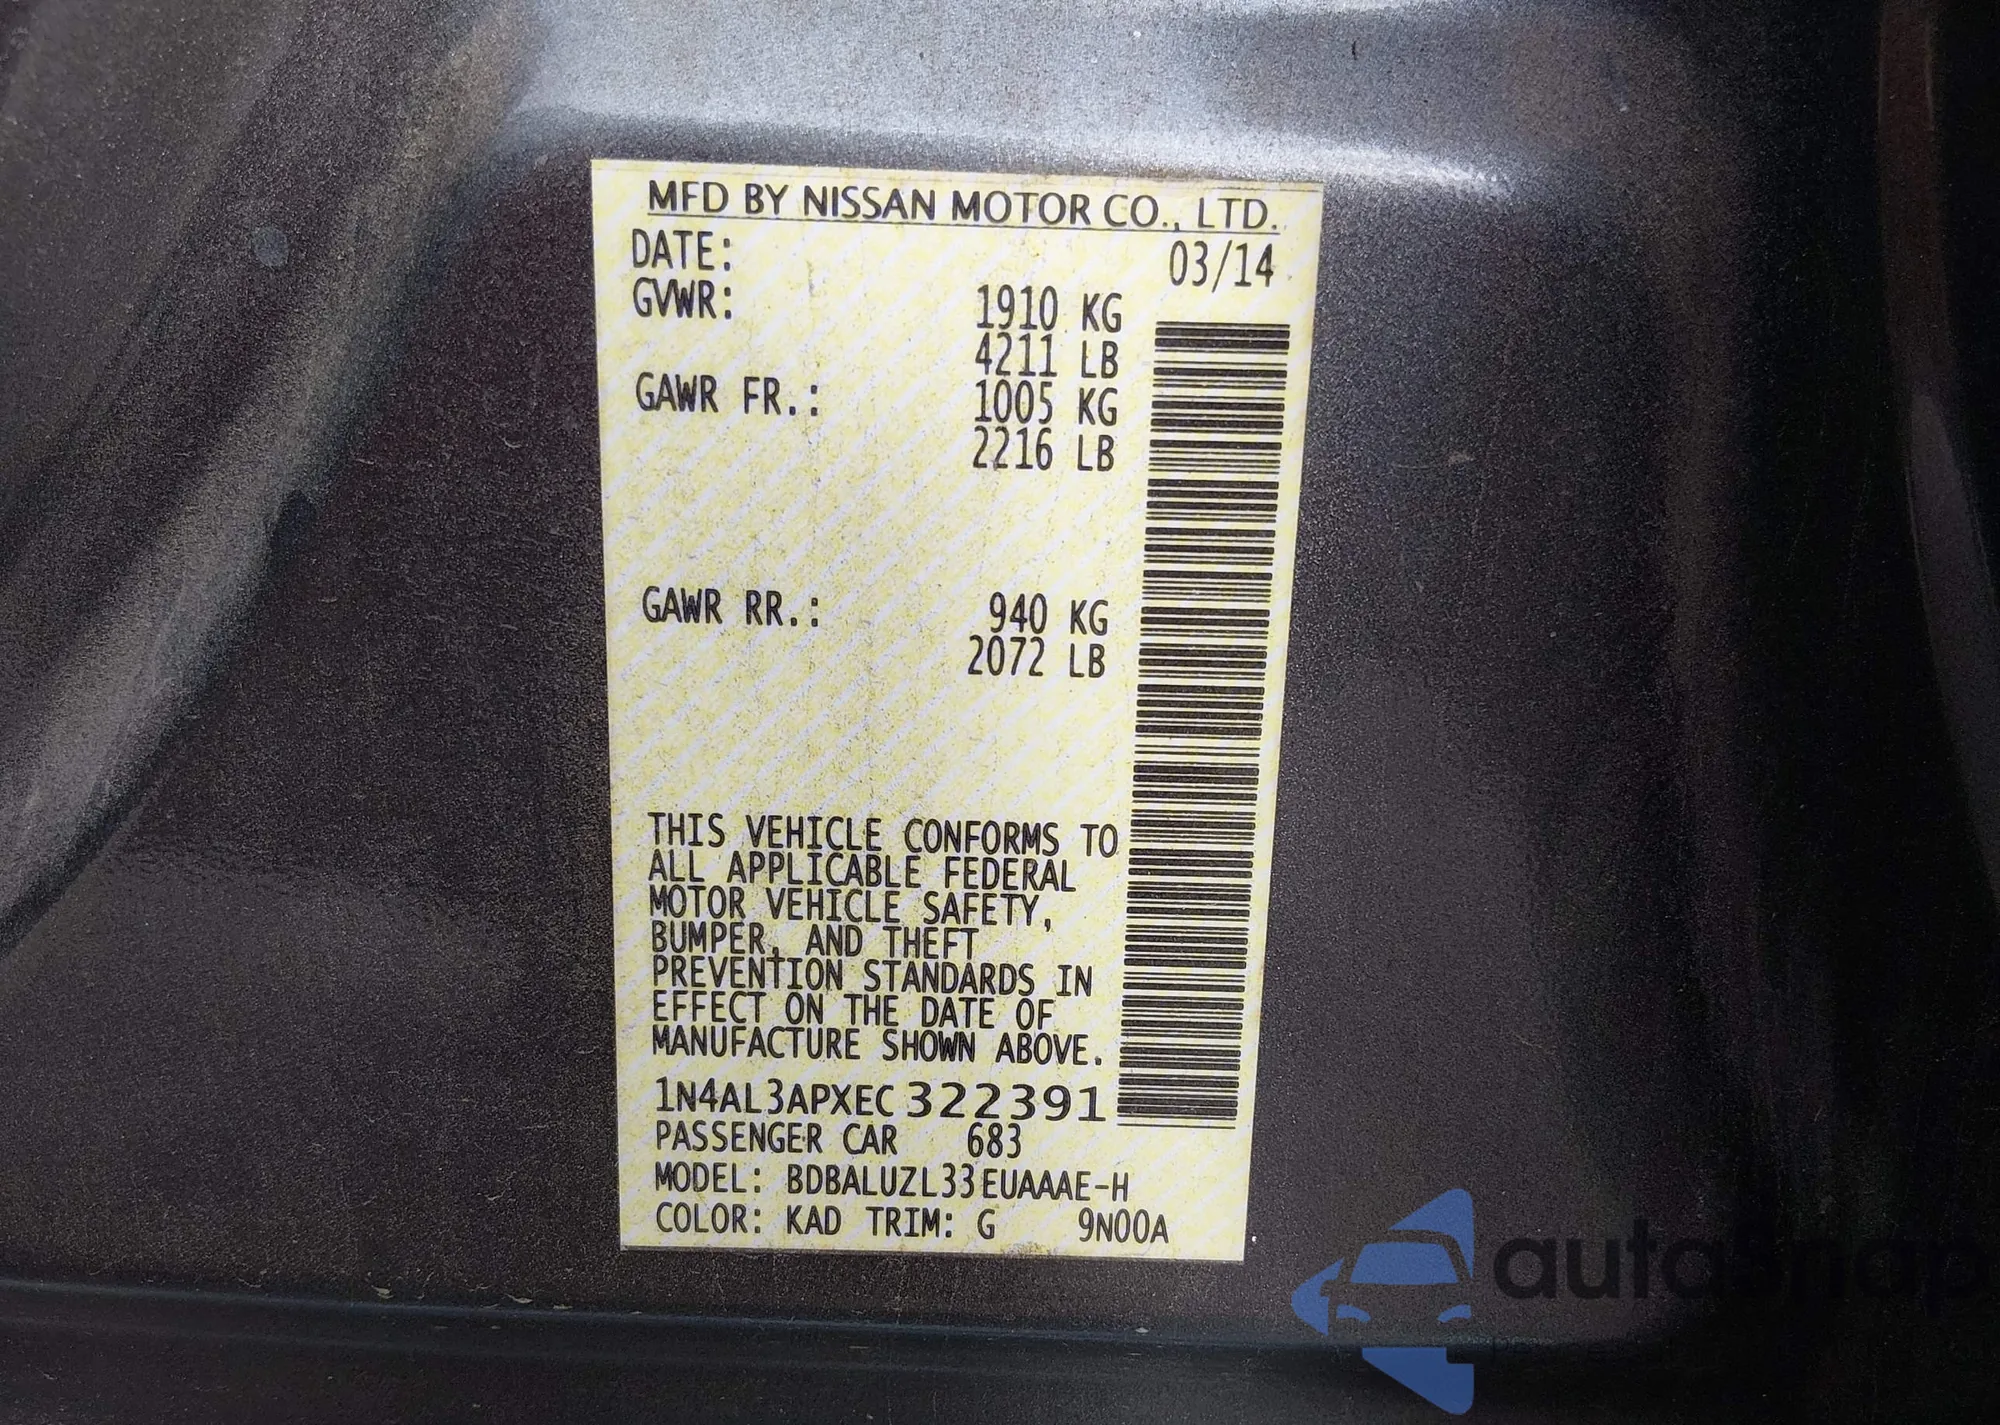 MFD BY NISSAN MOTOR CO., LTD.
DATE: 03/14
GVWR: 1910 KG
4211 LB
GAWR FR.: 1005 KG
2216 LB
GAWR RR.: 940 KG
2072 LB
THIS VEHICLE CONFORMS TO
ALL APPLICABLE FEDERAL
MOTOR VEHICLE SAFETY,
BUMPER, AND THEFT
PREVENTION STANDARDS IN
EFFECT ON THE DATE OF
MANUFACTURE SHOWN ABOVE.
1N4AL3APXEC322391
PASSENGER CAR 683
MODEL: BDBALUZL33EUAAAE-H
COLOR: KAD TRIM: G 9N00A
autosnap